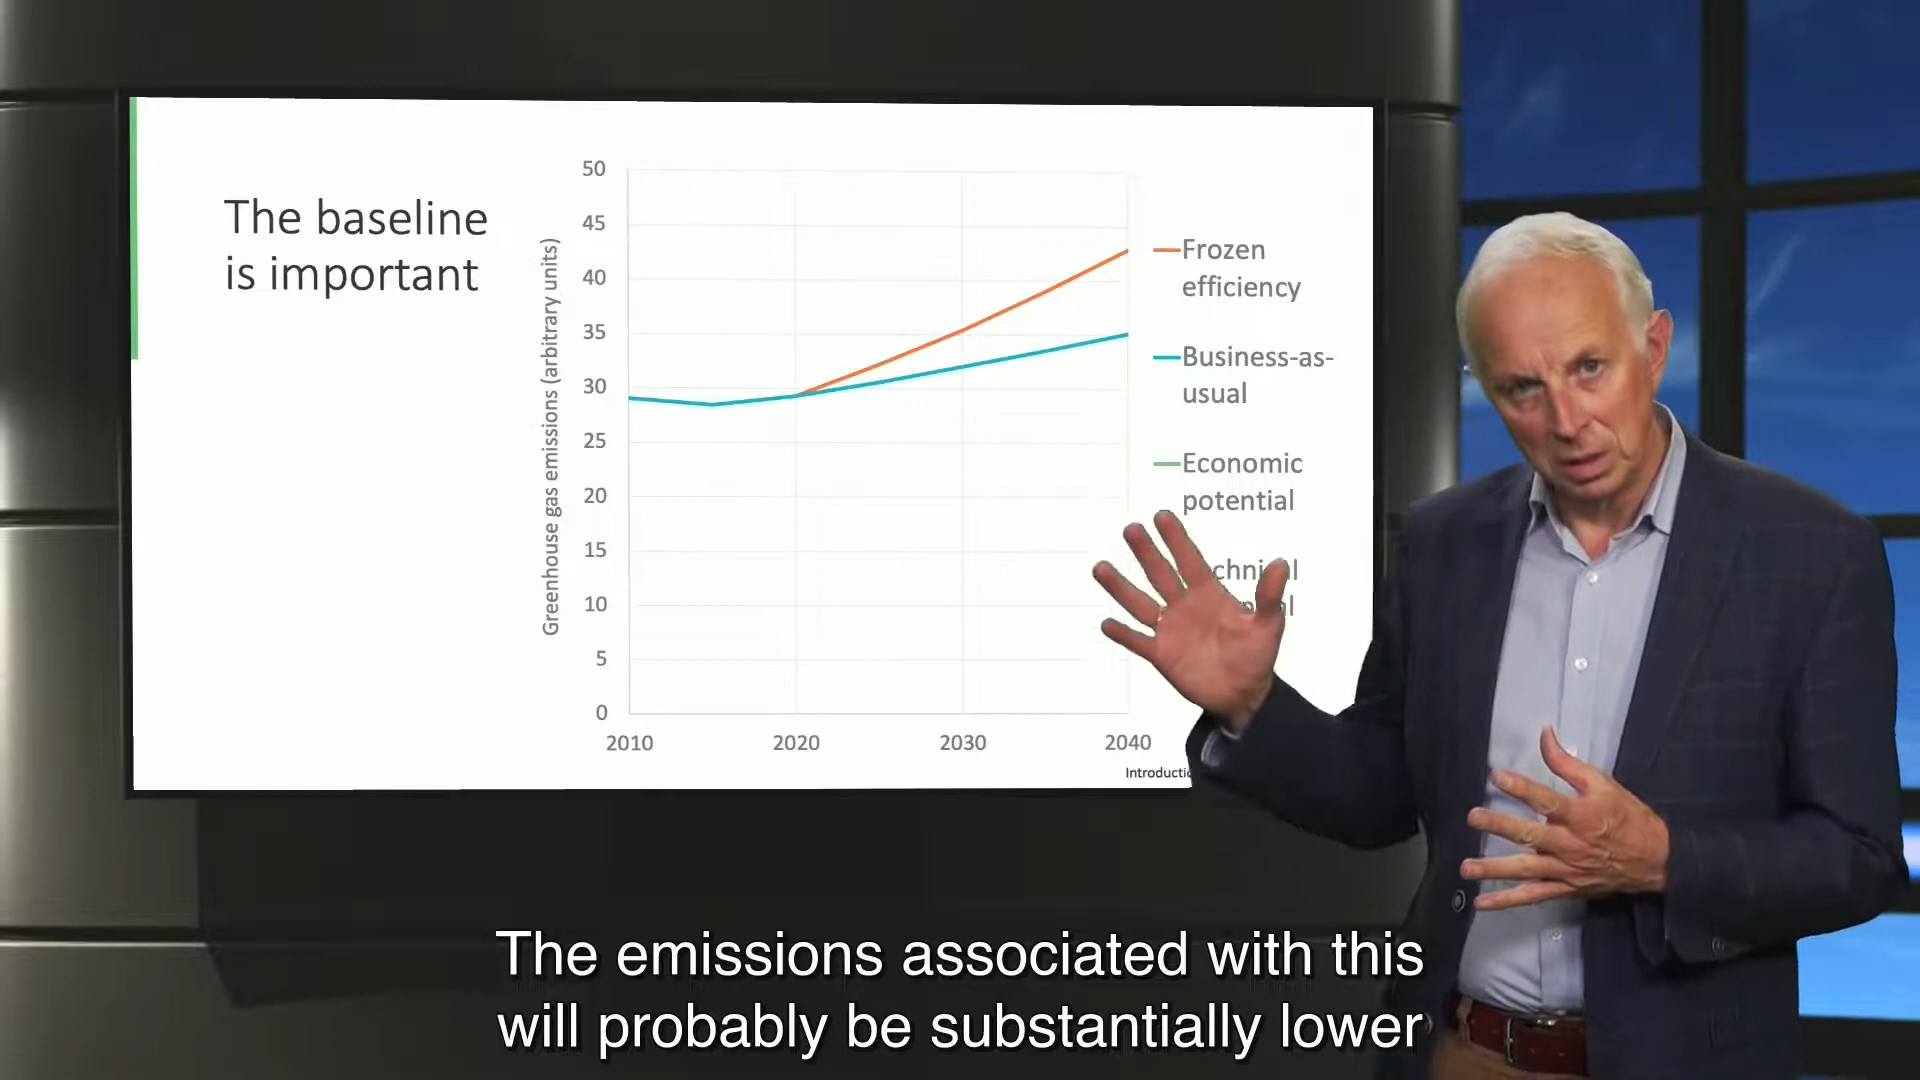 The baseline
is important
Greenhouse gas emissions (arbitrary units)
50
45
40
35
30
25
20
15
10
5
0
2010
2020
2030
2040
Frozen
efficiency
Business-as-
usual
Economic
potential
The emissions associated with this
will probably be substantially lower